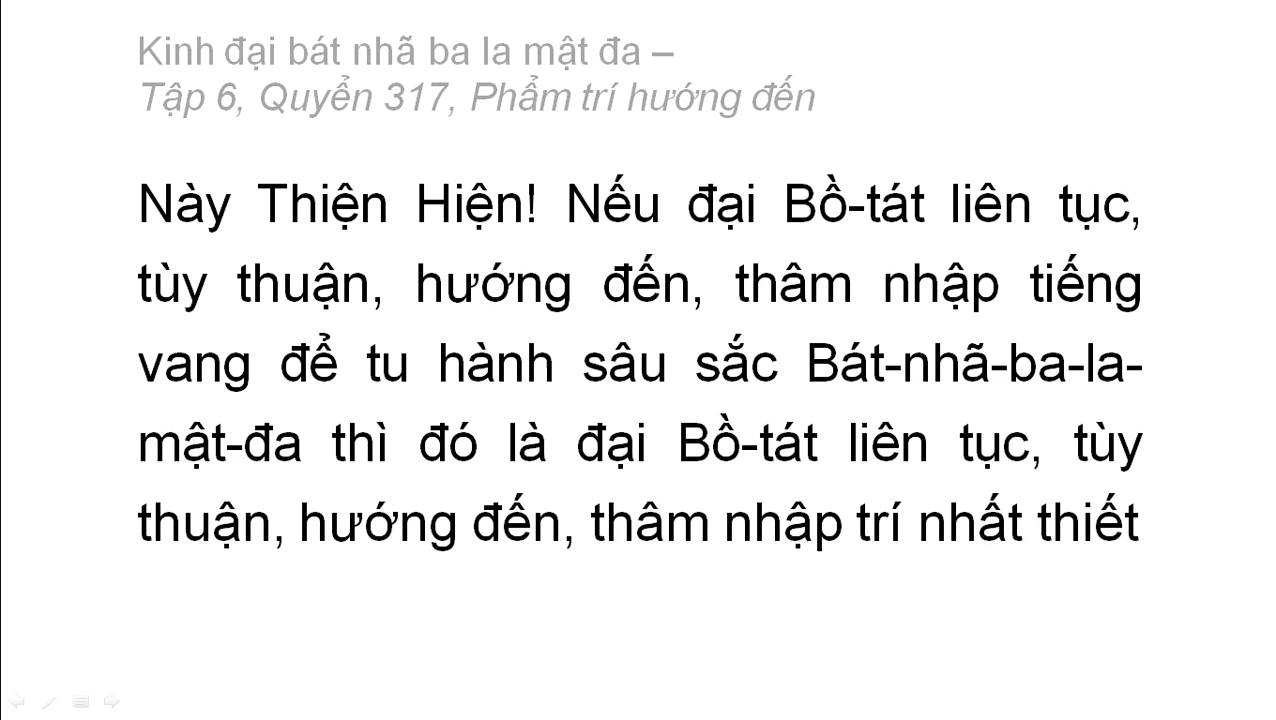 Kinh đại bát nhã ba la mật đa –
Tập 6, Quyển 317, Phẩm trí hướng đến
Này Thiện Hiện! Nếu đại Bồ-tát liên tục,
tùy thuận, hướng đến, thâm nhập tiếng
vang để tu hành sâu sắc Bát-nhã-ba-la-
mật-đa thì đó là đại Bồ-tát liên tục, tùy
thuận, hướng đến, thâm nhập trí nhất thiết